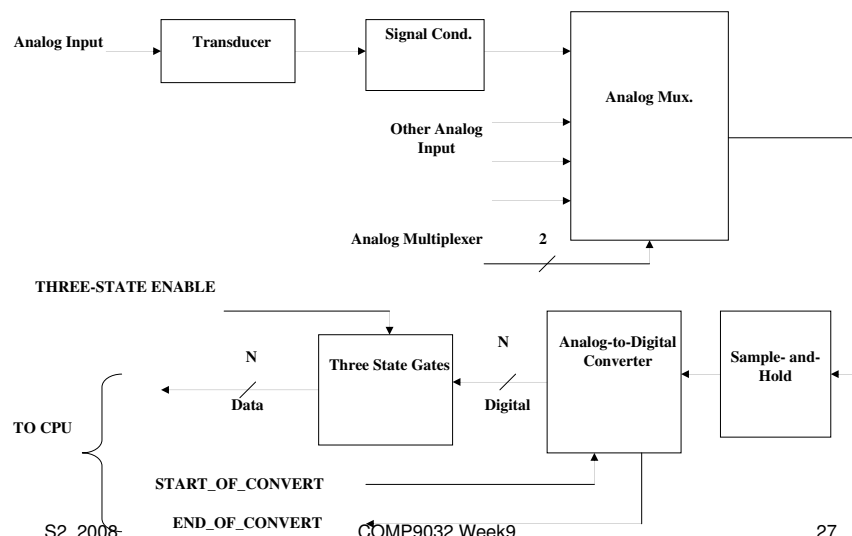 Analog Input
Transducer
Signal Cond.
Analog Mux.
Other Analog
Input
Analog Multiplexer
2
THREE-STATE ENABLE
N
Three State Gates
N
Analog-to-Digital
Converter
Sample- and-
Hold
Data
Digital
TO CPU
START_OF_CONVERT
END_OF_CONVERT
S2, 2008
COMP9032 Week9
27